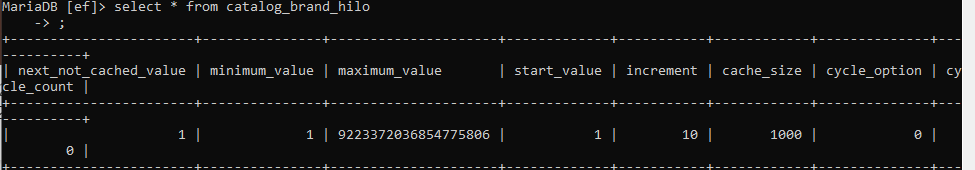 MariaDB [ef]> select * from catalog_brand_hilo
    -> ;
+-----------------------+---------------+---------------------+-------------+-----------+------------+--------------+---
----------+
| next_not_cached_value | minimum_value | maximum_value       | start_value | increment | cache_size | cycle_option | cy
cle_count |
+-----------------------+---------------+---------------------+-------------+-----------+------------+--------------+---
----------+
|                     1 |             1 | 9223372036854775806 |           1 |        10 |       1000 |            0 |
        0 |
+-----------------------+---------------+---------------------+-------------+-----------+------------+--------------+---